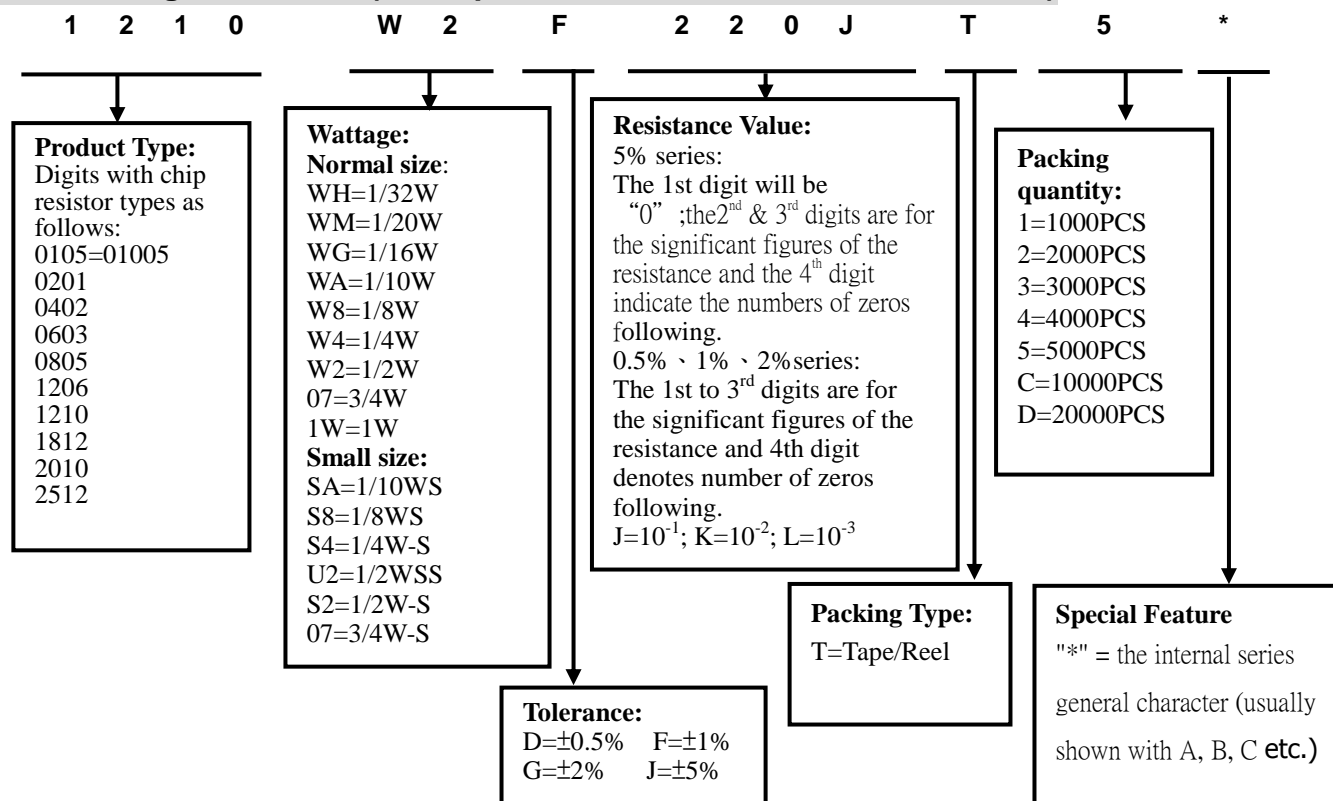 1 2 1 0 W 2 F 2 2 0 J T 5 *
Product Type:
Digits with chip
resistor types as
follows:
0105=01005
0201
0402
0603
0805
1206
1210
1812
2010
2512
Wattage:
Normal size:
WH=1/32W
WM=1/20W
WG=1/16W
WA=1/10W
W8=1/8W
W4=1/4W
W2=1/2W
07=3/4W
1W=1W
Small size:
SA=1/10WS
S8=1/8WS
S4=1/4W-S
U2=1/2WSS
S2=1/2W-S
07=3/4W-S
Resistance Value:
5% series:
The 1st digit will be
“0” ;the2nd & 3rd digits are for
the significant figures of the
resistance and the 4th digit
indicate the numbers of zeros
following.
0.5%、1%、2%series:
The 1st to 3rd digits are for
the significant figures of the
resistance and 4th digit
denotes number of zeros
following.
J=10-1; K=10-2; L=10-3
Packing
quantity:
1=1000PCS
2=2000PCS
3=3000PCS
4=4000PCS
5=5000PCS
C=10000PCS
D=20000PCS
Tolerance:
D=±0.5% F=±1%
G=±2% J=±5%
Packing Type:
T=Tape/Reel
Special Feature
"*" = the internal series
general character (usually
shown with A, B, C etc.)